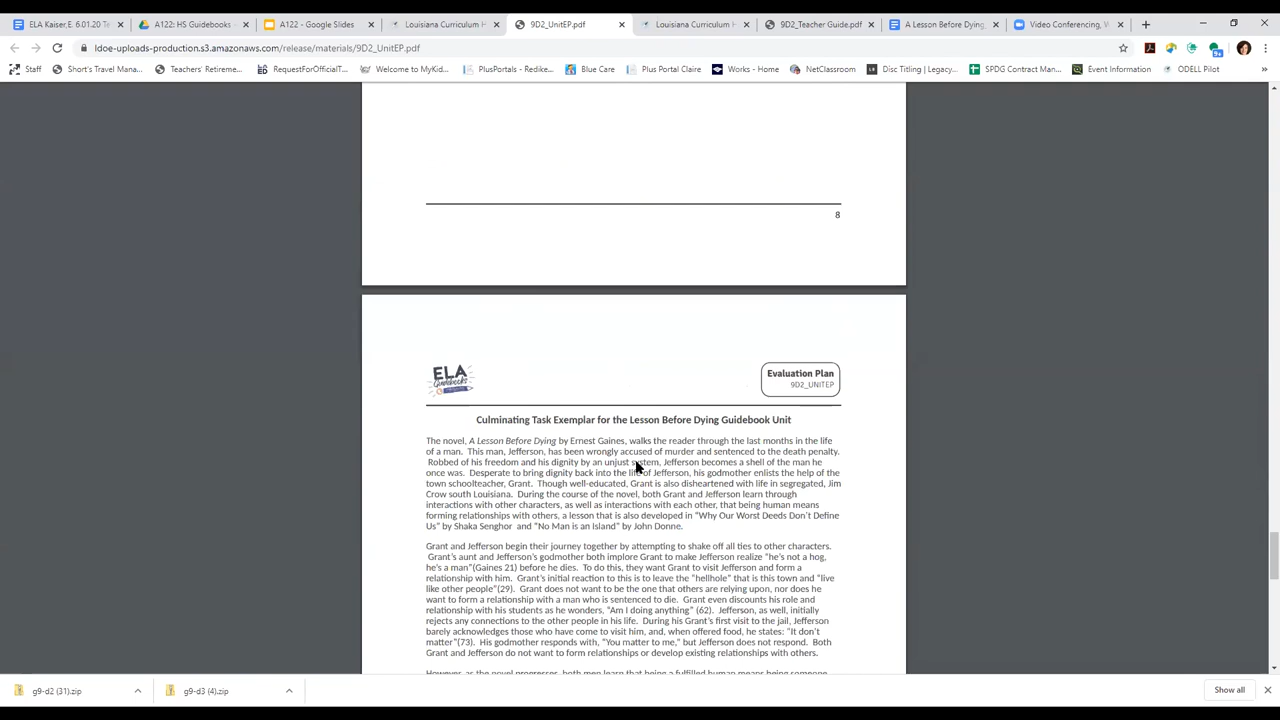 ELA Kaiser,E. 6.01.20 Te
A122: HS Guidebooks
A122 - Google Slides
Louisiana Curriculum H
9D2_UnitEP.pdf
Louisiana Curriculum H
9D2_Teacher Guide.pdf
A Lesson Before Dying
Video Conferencing, W
ldoe-uploads-production.s3.amazonaws.com/release/materials/9D2_UnitEP.pdf
Staff
Short's Travel Mana...
Teachers' Retireme...
RequestForOfficialT...
Welcome to MyKid...
PlusPortals - Redike...
Blue Care
Plus Portal Claire
Works - Home
NetClassroom
Disc Titling | Legacy...
SPDG Contract Man...
Event Information
ODELL Pilot
8
ELA
Guidebooks
Evaluation Plan
9D2_UNITEP
Culminating Task Exemplar for the Lesson Before Dying Guidebook Unit
The novel, A Lesson Before Dying by Ernest Gaines, walks the reader through the last months in the life
of a man. This man, Jefferson, has been wrongly accused of murder and sentenced to the death penalty.
Robbed of his freedom and his dignity by an unjust system, Jefferson becomes a shell of the man he
once was. Desperate to bring dignity back into the life of Jefferson, his godmother enlists the help of the
town schoolteacher, Grant. Though well-educated, Grant is also disheartened with life in segregated, Jim
Crow south Louisiana. During the course of the novel, both Grant and Jefferson learn through
interactions with other characters, as well as interactions with each other, that being human means
forming relationships with others, a lesson that is also developed in “Why Our Worst Deeds Don’t Define
Us” by Shaka Senghor and “No Man is an Island” by John Donne.
Grant and Jefferson begin their journey together by attempting to shake off all ties to other characters.
Grant’s aunt and Jefferson’s godmother both implore Grant to make Jefferson realize “he’s not a hog,
he’s a man”(Gaines 21) before he dies. To do this, they want Grant to visit Jefferson and form a
relationship with him. Grant’s initial reaction to this is to leave the “hellhole” that is this town and “live
like other people”(29). Grant does not want to be the one that others are relying upon, nor does he
want to form a relationship with a man who is sentenced to die. Grant even discounts his role and
relationship with his students as he wonders, “Am I doing anything” (62). Jefferson, as well, initially
rejects any connections to the other people in his life. During his Grant’s first visit to the jail, Jefferson
barely acknowledges those who have come to visit him, and, when offered food, he states: “It don’t
matter”(73). His godmother responds with, “You matter to me,” but Jefferson does not respond. Both
Grant and Jefferson do not want to form relationships or develop existing relationships with others.
However, as the novel progresses, both men learn that being a fulfilled human means being someone
g9-d2 (31).zip
g9-d3 (4).zip
Show all